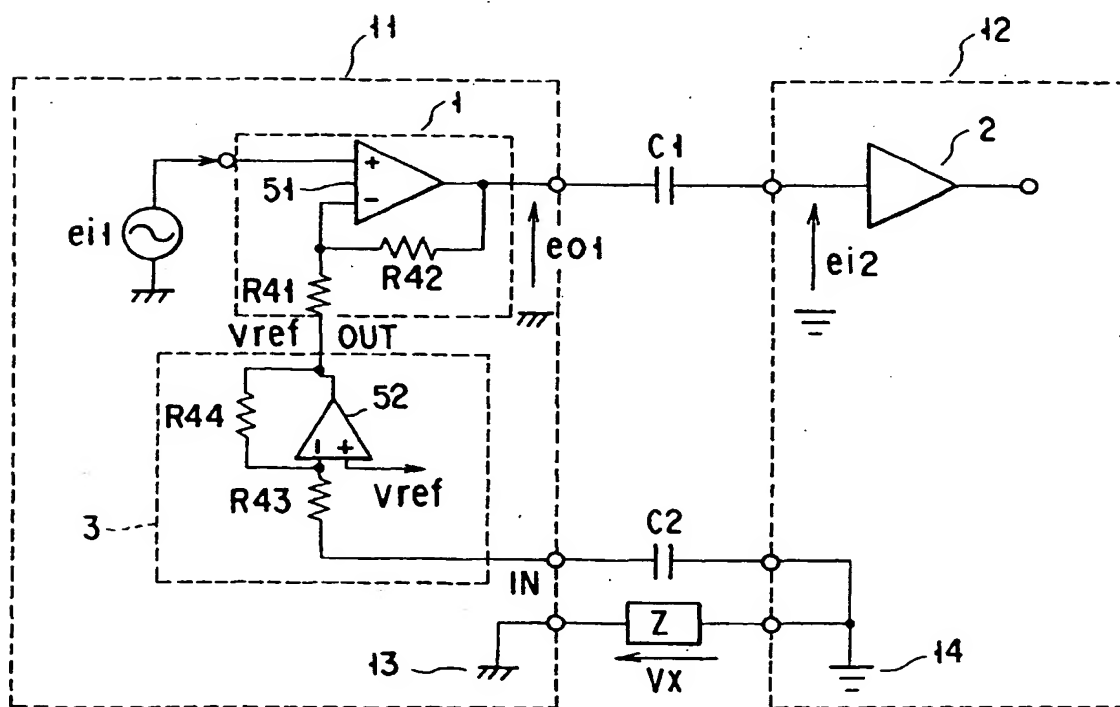 11
12
1
2
C1
+
51
-
ei1
eo1
ei2
R42
R41
Vref OUT
R44
52
- +
Vref
R43
3
C2
IN
Z
13
Vx
14